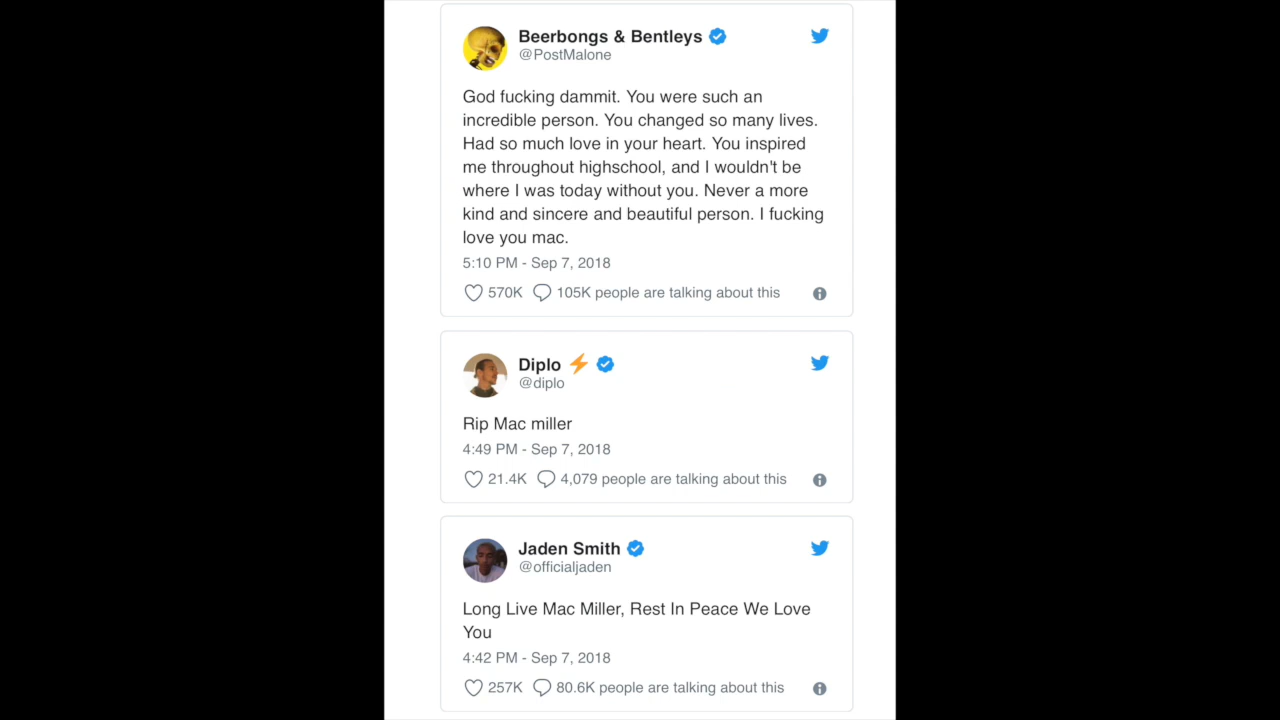 Beerbongs & Bentleys
@PostMalone
God fucking dammit. You were such an
incredible person. You changed so many lives.
Had so much love in your heart. You inspired
me throughout highschool, and I wouldn't be
where I was today without you. Never a more
kind and sincere and beautiful person. I fucking
love you mac.
5:10 PM - Sep 7, 2018
570K 105K people are talking about this
Diplo ⚡
@diplo
Rip Mac miller
4:49 PM - Sep 7, 2018
21.4K 4,079 people are talking about this
Jaden Smith
@officialjaden
Long Live Mac Miller, Rest In Peace We Love
You
4:42 PM - Sep 7, 2018
257K 80.6K people are talking about this